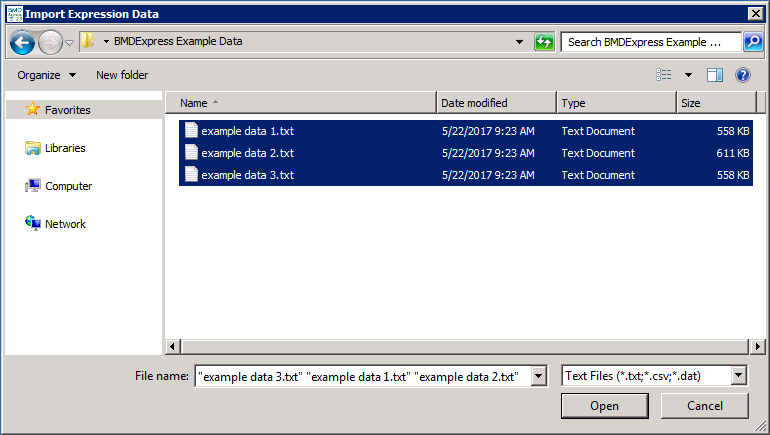 Import Expression Data
BMDExpress Example Data
Search BMDExpress Example ...
Organize New folder
Name Date modified Type Size
Favorites
Libraries
Computer
Network
example data 1.txt 5/22/2017 9:23 AM Text Document 558 KB
example data 2.txt 5/22/2017 9:23 AM Text Document 611 KB
example data 3.txt 5/22/2017 9:23 AM Text Document 558 KB
File name: "example data 3.txt" "example data 1.txt" "example data 2.txt" Text Files (*.txt;*.csv;*.dat)
Open Cancel